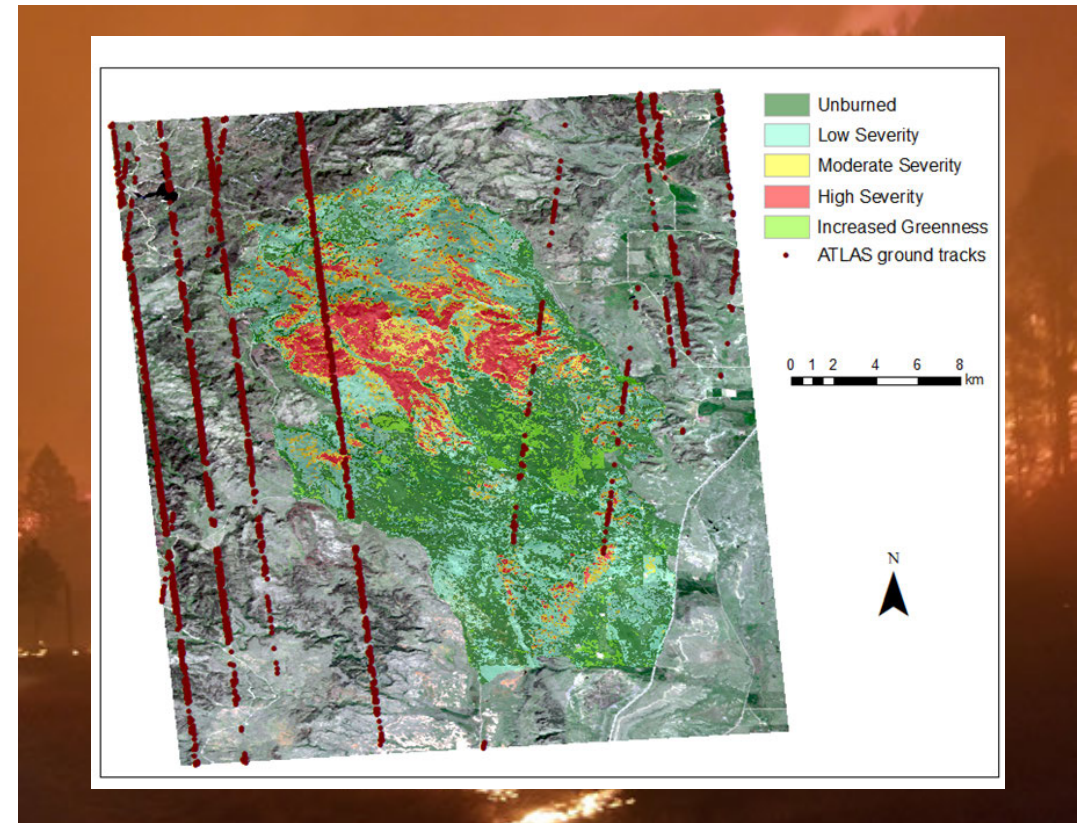 Unburned
Low Severity
Moderate Severity
High Severity
Increased Greenness
ATLAS ground tracks
0 1 2 4 6 8
km
N